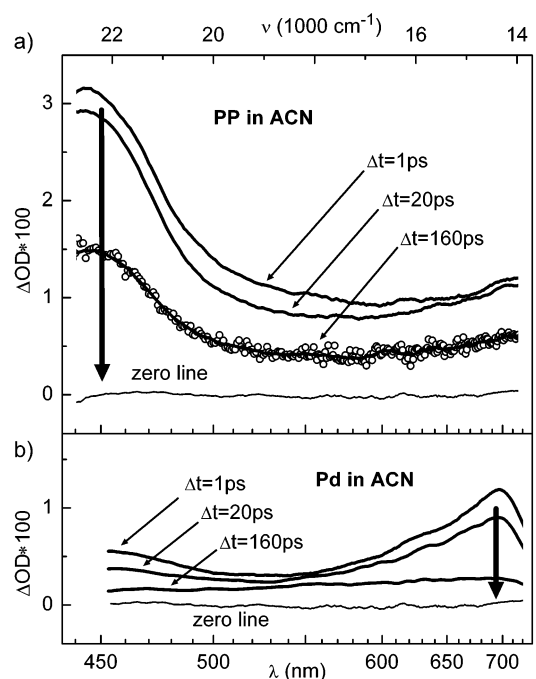 ν (1000 cm⁻¹)
22 20 18 16 14
a)
PP in ACN
3
2
1
0
ΔOD*100
Δt=1ps
Δt=20ps
Δt=160ps
zero line
b)
Pd in ACN
1
0
ΔOD*100
Δt=1ps
Δt=20ps
Δt=160ps
zero line
450 500 600 650 700
λ (nm)